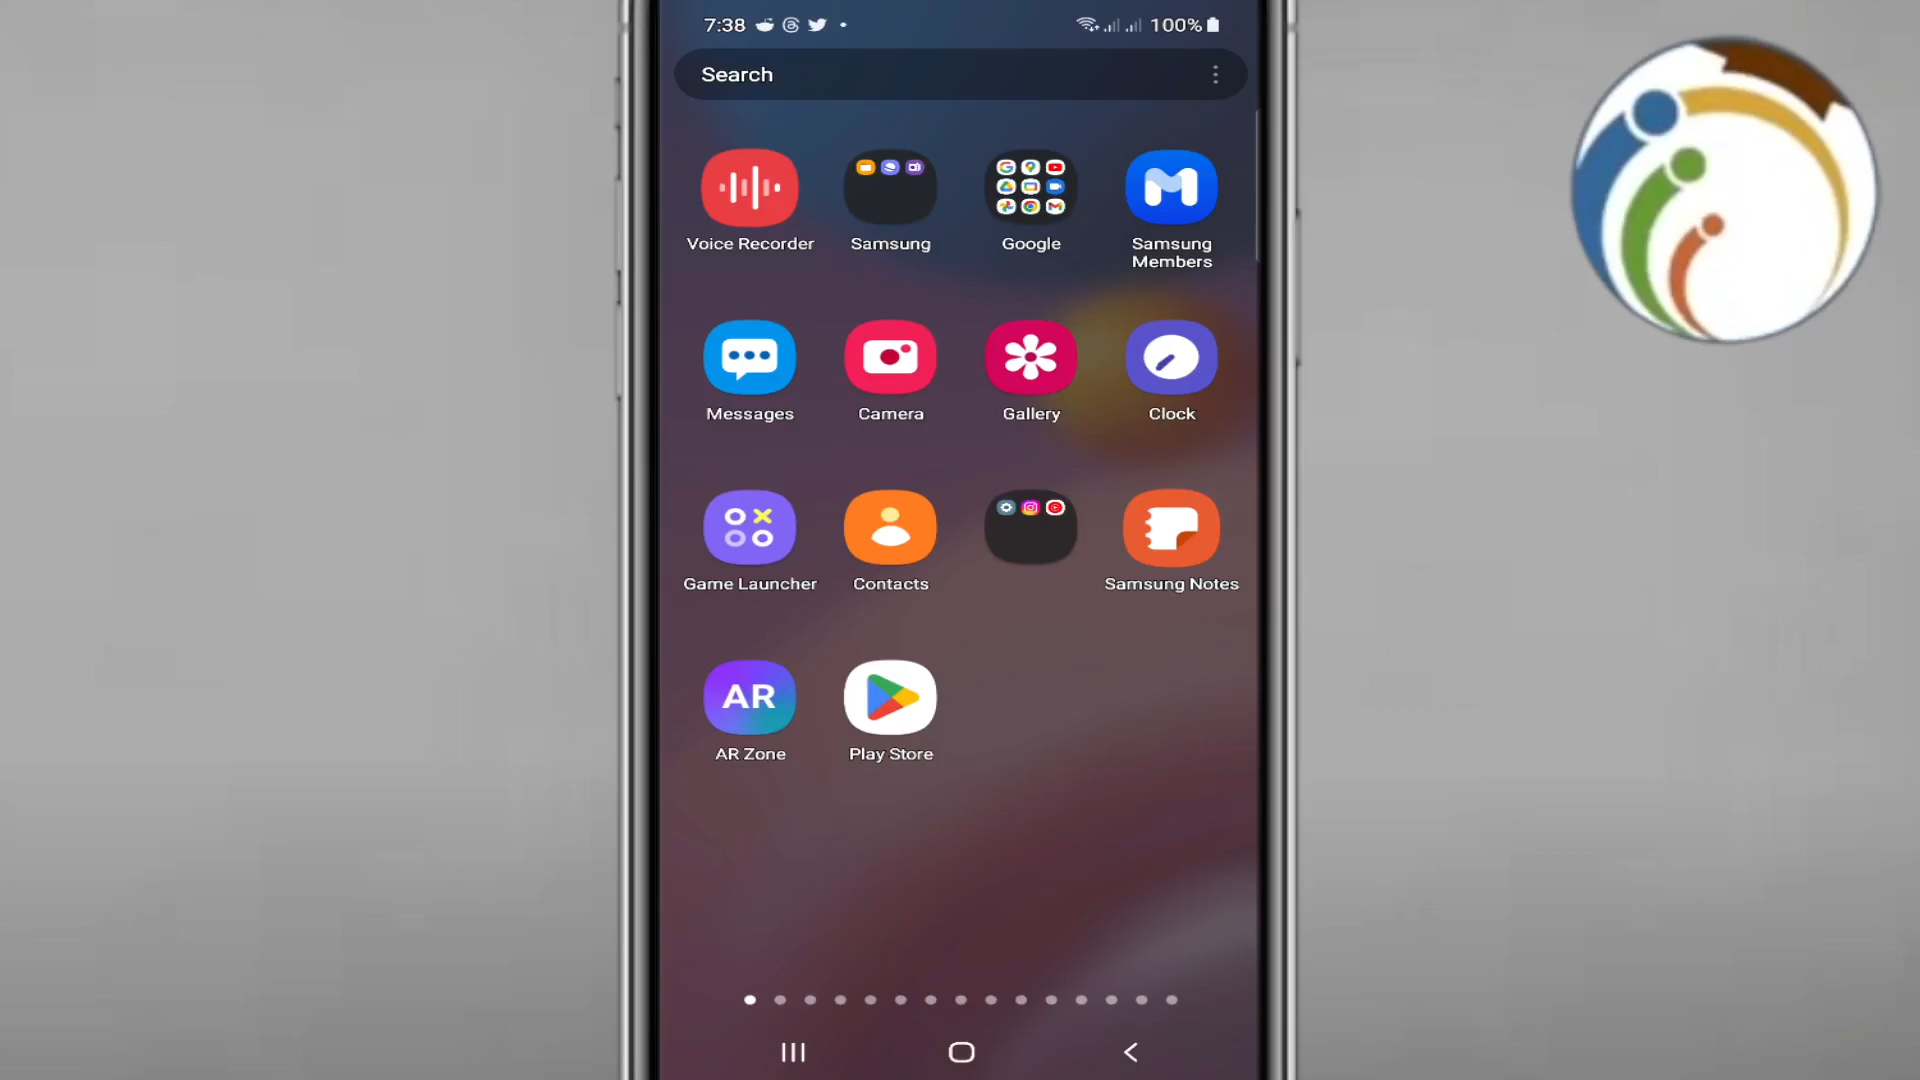 7:38 100%
Search
Voice Recorder Samsung Google Samsung Members
Messages Camera Gallery Clock
Game Launcher Contacts Samsung Notes
AR
AR Zone Play Store